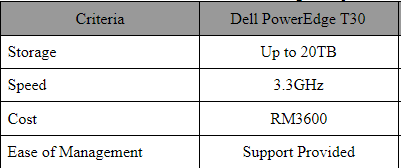 Criteria Dell PowerEdge T30
Storage Up to 20TB
Speed 3.3GHz
Cost RM3600
Ease of Management Support Provided